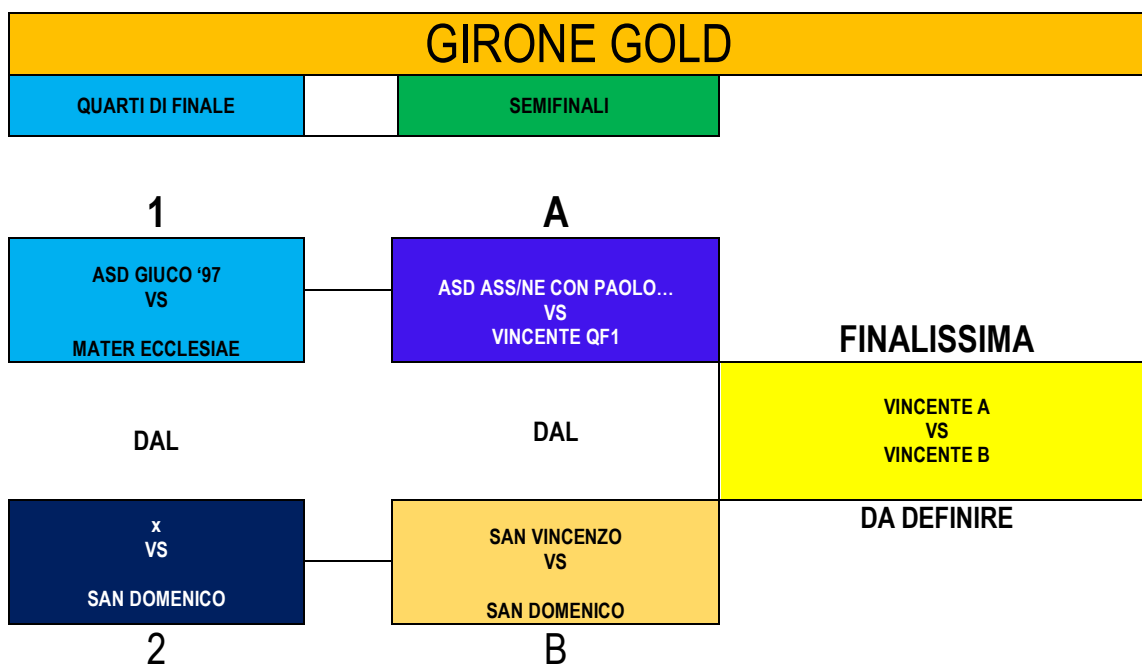 GIRONE GOLD
QUARTI DI FINALE
SEMIFINALI
1
A
ASD GIUCO ‘97
VS
MATER ECCLESIAE
ASD ASS/NE CON PAOLO…
VS
VINCENTE QF1
FINALISSIMA
VINCENTE A
VS
VINCENTE B
DAL
DAL
x
VS
SAN DOMENICO
SAN VINCENZO
VS
SAN DOMENICO
DA DEFINIRE
2
B